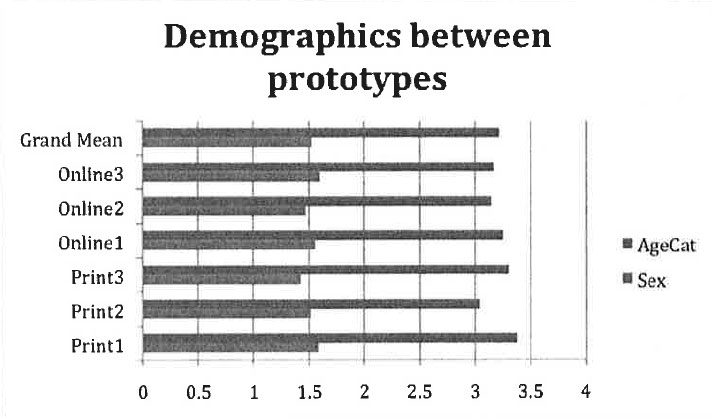 Demographics between
prototypes
Grand Mean
Online3
Online2
Online1
Print3
Print2
Print1
AgeCat
Sex
0 0.5 1 1.5 2 2.5 3 3.5 4